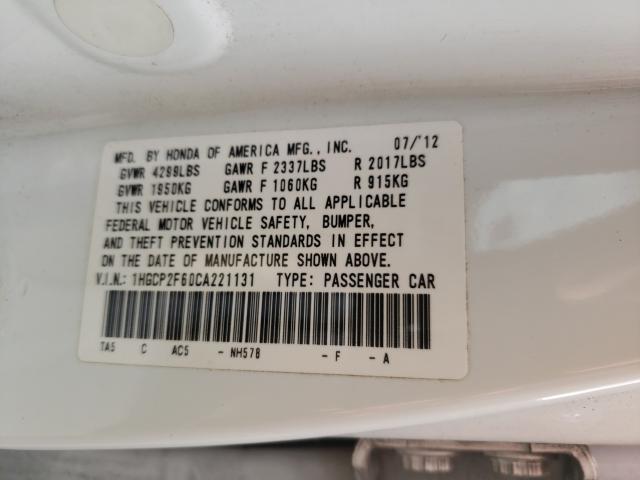 MFD. BY HONDA OF AMERICA MFG., INC. 07/'12
GVWR 4299LBS GAWR F 2337LBS R 2017LBS
GVWR 1950KG GAWR F 1060KG R 915KG
THIS VEHICLE CONFORMS TO ALL APPLICABLE
FEDERAL MOTOR VEHICLE SAFETY, BUMPER,
AND THEFT PREVENTION STANDARDS IN EFFECT
ON THE DATE OF MANUFACTURE SHOWN ABOVE.
V.I.N.: 1HGCP2F60CA221131 TYPE: PASSENGER CAR
TA5 C AC5 - NH578 - F - A